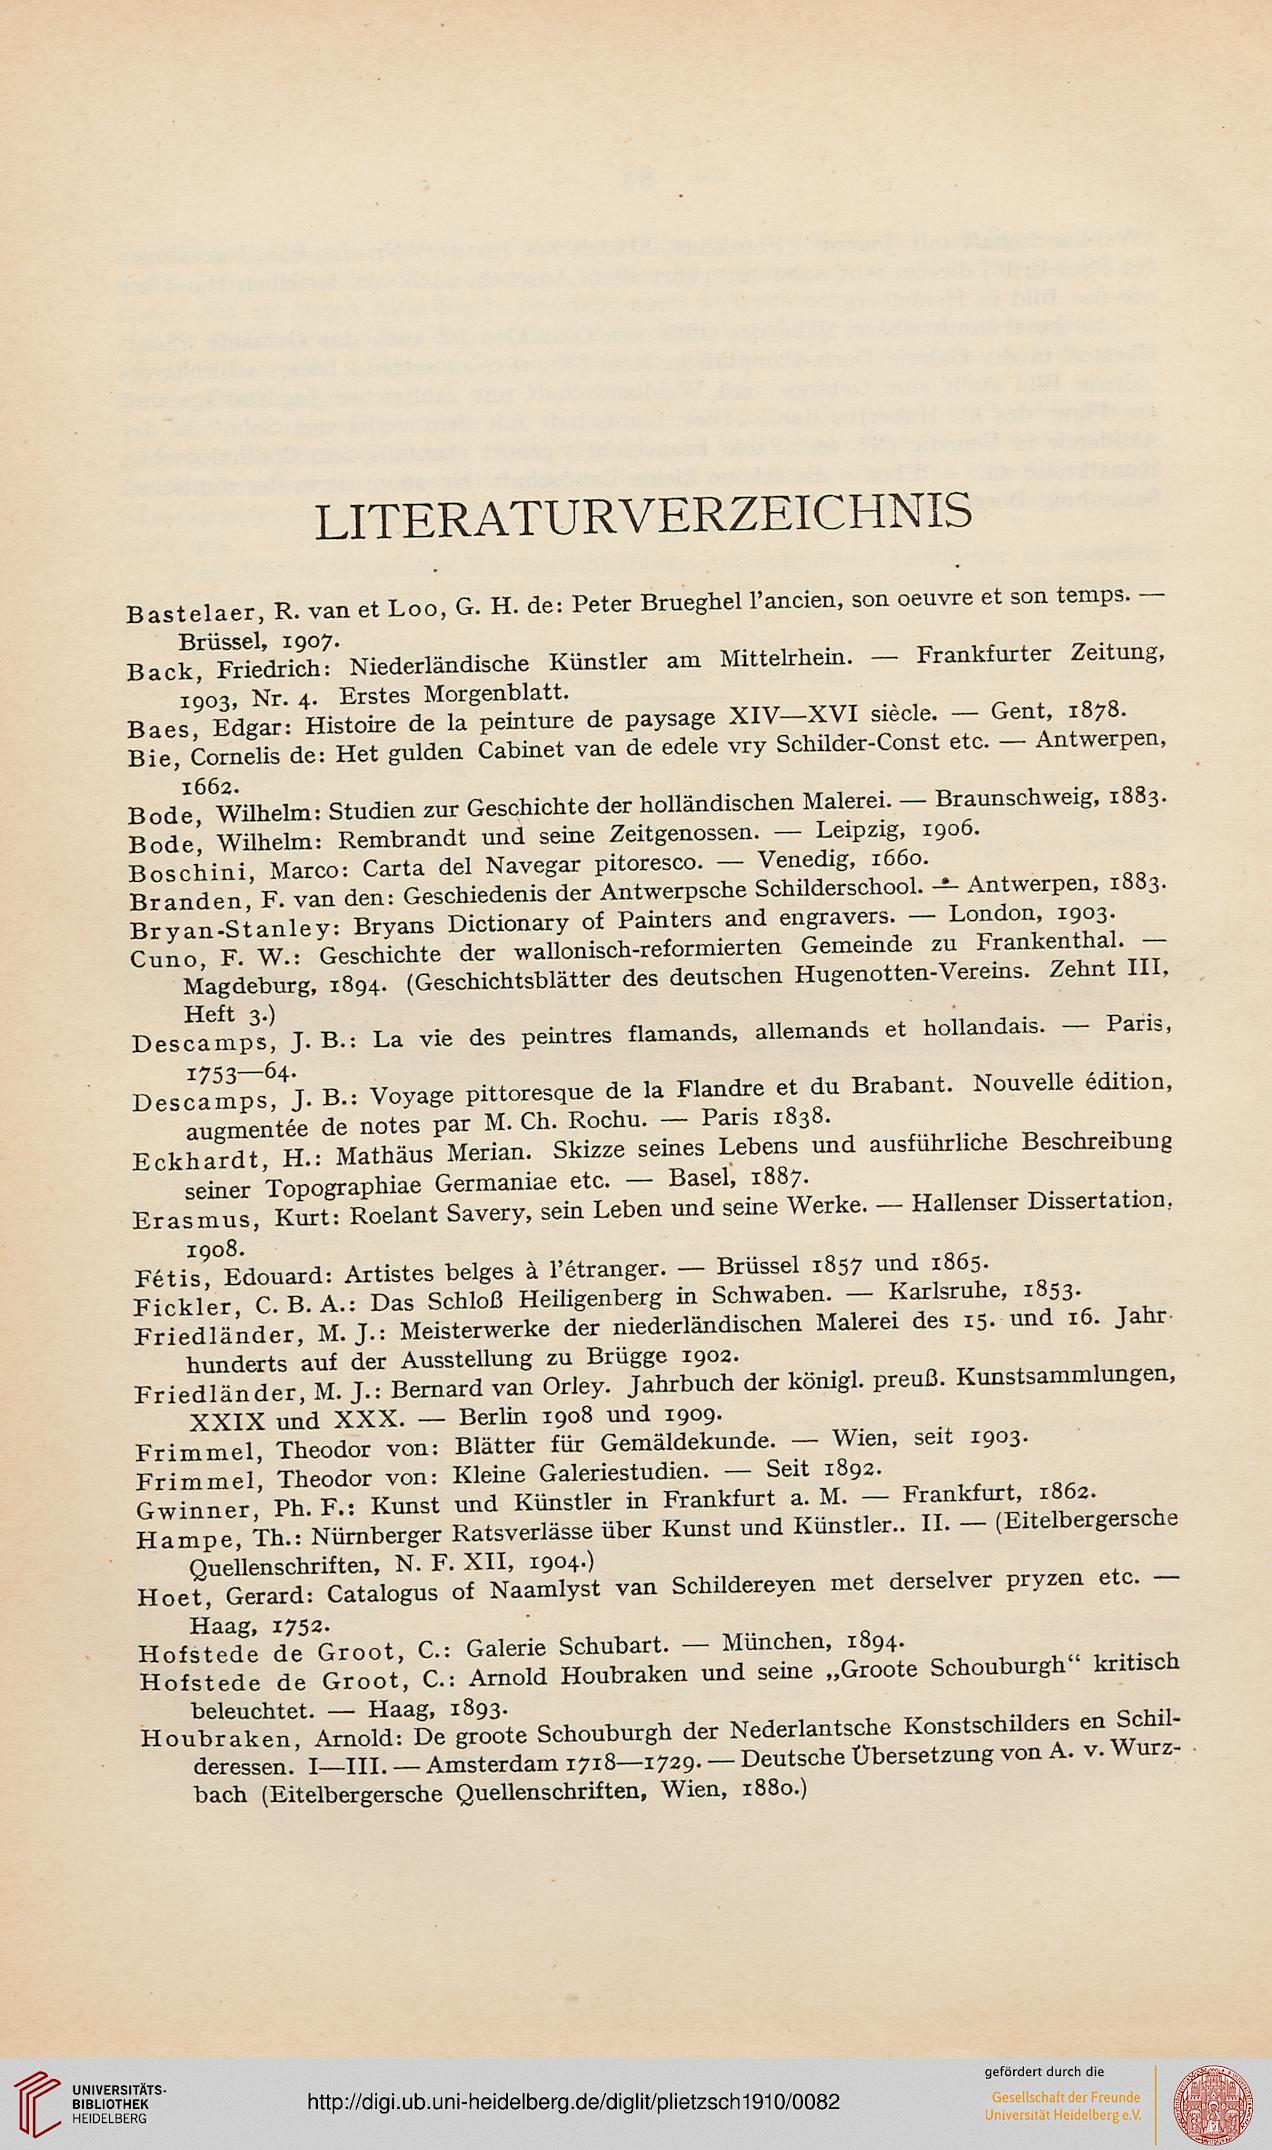 LITERATURVERZEICHNIS
Bastelaer, R. van et Loo, G. H. de: Peter Brueghel l'ancien, son oeuvre et son temps. —
Brüssel, 1907.
Back, Friedrich: Niederländische Künstler am Mittelrhein. — Frankfurter Zeitung,
1903, Nr. 4. Erstes Morgenblatt.
Baes, Edgar: Histoire de la peinture de paysage XIV—XVI siècle. — Gent, 1878.
Bie, Cornelis de: Het gulden Cabinet van de edele vry Schilder-Const etc. — Antwerpen,
1662.
Bode, Wilhelm: Studien zur Geschichte der holländischen Malerei. — Braunschweig, 1883.
Bode, Wilhelm: Rembrandt und seine Zeitgenossen. — Leipzig, 1906.
Boschini, Marco: Carta del Navegar pitoresco. — Venedig, 1660.
Branden, F. van den: Geschiedenis der Antwerpsche Schilderschool. — Antwerpen, 1883.
Bryan-Stanley: Bryans Dictionary of Painters and engravers. — London, 1903.
Cuno, F. W.: Geschichte der wallonisch-reformierten Gemeinde zu Frankenthal. —
Magdeburg, 1894. (Geschichtsblätter des deutschen Hugenotten-Vereins. Zehnt III,
Heft 3.)
Descamps, J. B.: La vie des peintres flamands, allemands et hollandais. — Paris,
1753—64.
Descamps, J. B.: Voyage pittoresque de la Flandre et du Brabant. Nouvelle édition,
augmentée de notes par M. Ch. Rochu. — Paris 1838.
Eckhardt, H.: Mathäus Merian. Skizze seines Lebens und ausführliche Beschreibung
seiner Topographiae Germaniae etc. — Basel, 1887.
Erasmus, Kurt: Roelant Savery, sein Leben und seine Werke. — Hallenser Dissertation,
1908.
Fétis, Edouard: Artistes belges à l'étranger. — Brüssel 1857 und 1865.
Fickler, C. B. A.: Das Schloß Heiligenberg in Schwaben. — Karlsruhe, 1853.
Friedländer, M. J.: Meisterwerke der niederländischen Malerei des 15. und 16. Jahr-
hunderts auf der Ausstellung zu Brügge 1902.
Friedländer, M. J.: Bernard van Orley. Jahrbuch der königl. preuß. Kunstsammlungen,
XXIX und XXX. — Berlin 1908 und 1909.
Frimmel, Theodor von: Blätter für Gemäldekunde. — Wien, seit 1903.
Frimmel, Theodor von: Kleine Galeriestudien. — Seit 1892.
Gwinner, Ph. F.: Kunst und Künstler in Frankfurt a. M. — Frankfurt, 1862.
Hampe, Th.: Nürnberger Ratsverlässe über Kunst und Künstler.. II. — (Eitelbergersche
Quellenschriften, N. F. XII, 1904.)
Hoet, Gerard: Catalogus of Naamlyst van Schildereyen met derselver pryzen etc. —
Haag, 1752.
Hofstede de Groot, C.: Galerie Schubart. — München, 1894.
Hofstede de Groot, C.: Arnold Houbraken und seine „Groote Schouburgh“ kritisch
beleuchtet. — Haag, 1893.
Houbraken, Arnold: De groote Schouburgh der Nederlantsche Konstschilders en Schil-
deressen. I—III. — Amsterdam 1718—1729. — Deutsche Übersetzung von A. v. Wurz-
bach (Eitelbergersche Quellenschriften, Wien, 1880.)
UNIVERSITÄTS-
BIBLIOTHEK
HEIDELBERG
http://digi.ub.uni-heidelberg.de/diglit/plietzsch1910/0082
gefördert durch die
Gesellschaft der Freunde
Universität Heidelberg e.V.